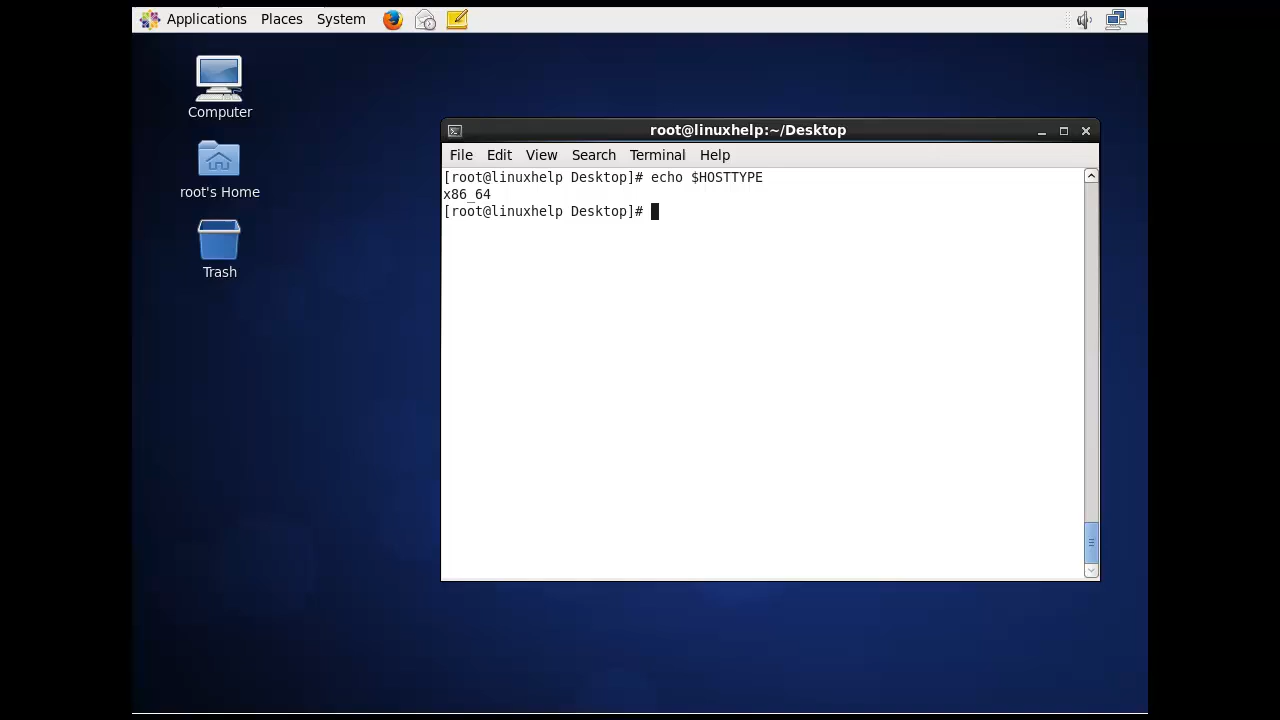 Applications Places System
Computer
root's Home
Trash
root@linuxhelp:~/Desktop
File Edit View Search Terminal Help
[root@linuxhelp Desktop]# echo $HOSTTYPE
x86_64
[root@linuxhelp Desktop]#